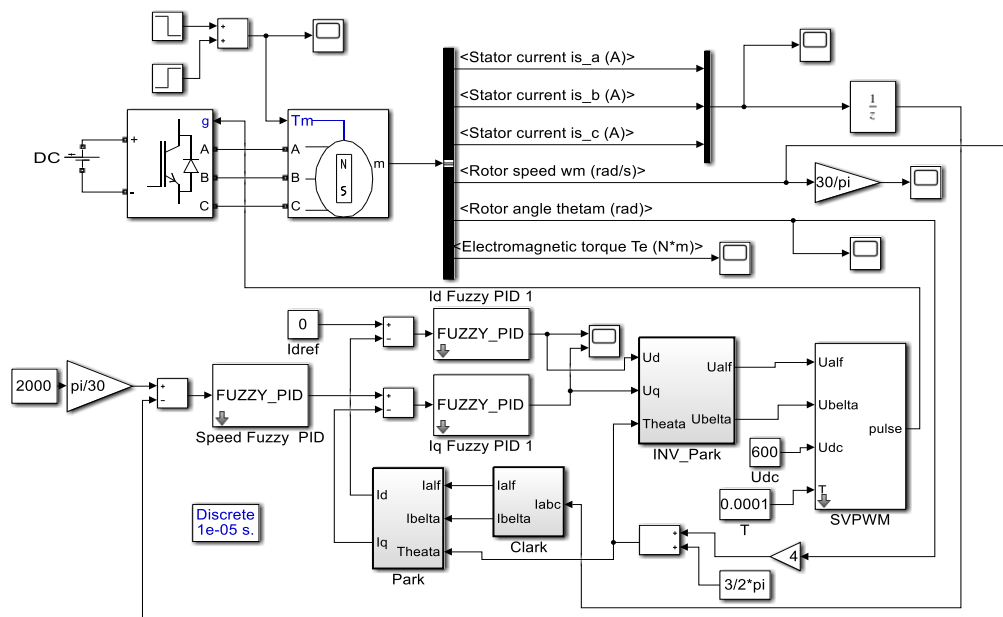 <Stator current is_a (A)>
<Stator current is_b (A)>
<Stator current is_c (A)>
<Rotor speed wm (rad/s)>
<Rotor angle thetam (rad)>
<Electromagnetic torque Te (N*m)>
1
z
30/pi
DC
+
-
g
A
B
C
Tm
A
B
C
N
S
m
Id Fuzzy PID 1
0
Idref
FUZZY_PID
2000
pi/30
FUZZY_PID
Speed Fuzzy PID
FUZZY_PID
Iq Fuzzy PID 1
Ud
Uq
Theata
Ualf
Ubelta
INV_Park
Ualf
Ubelta
Udc
T
pulse
SVPWM
600
Udc
0.0001
T
Id
Iq
Ialf
Ibelta
Theata
Park
Ialf
Ibelta
Iabc
Clark
Discrete
1e-05 s.
4
3/2*pi